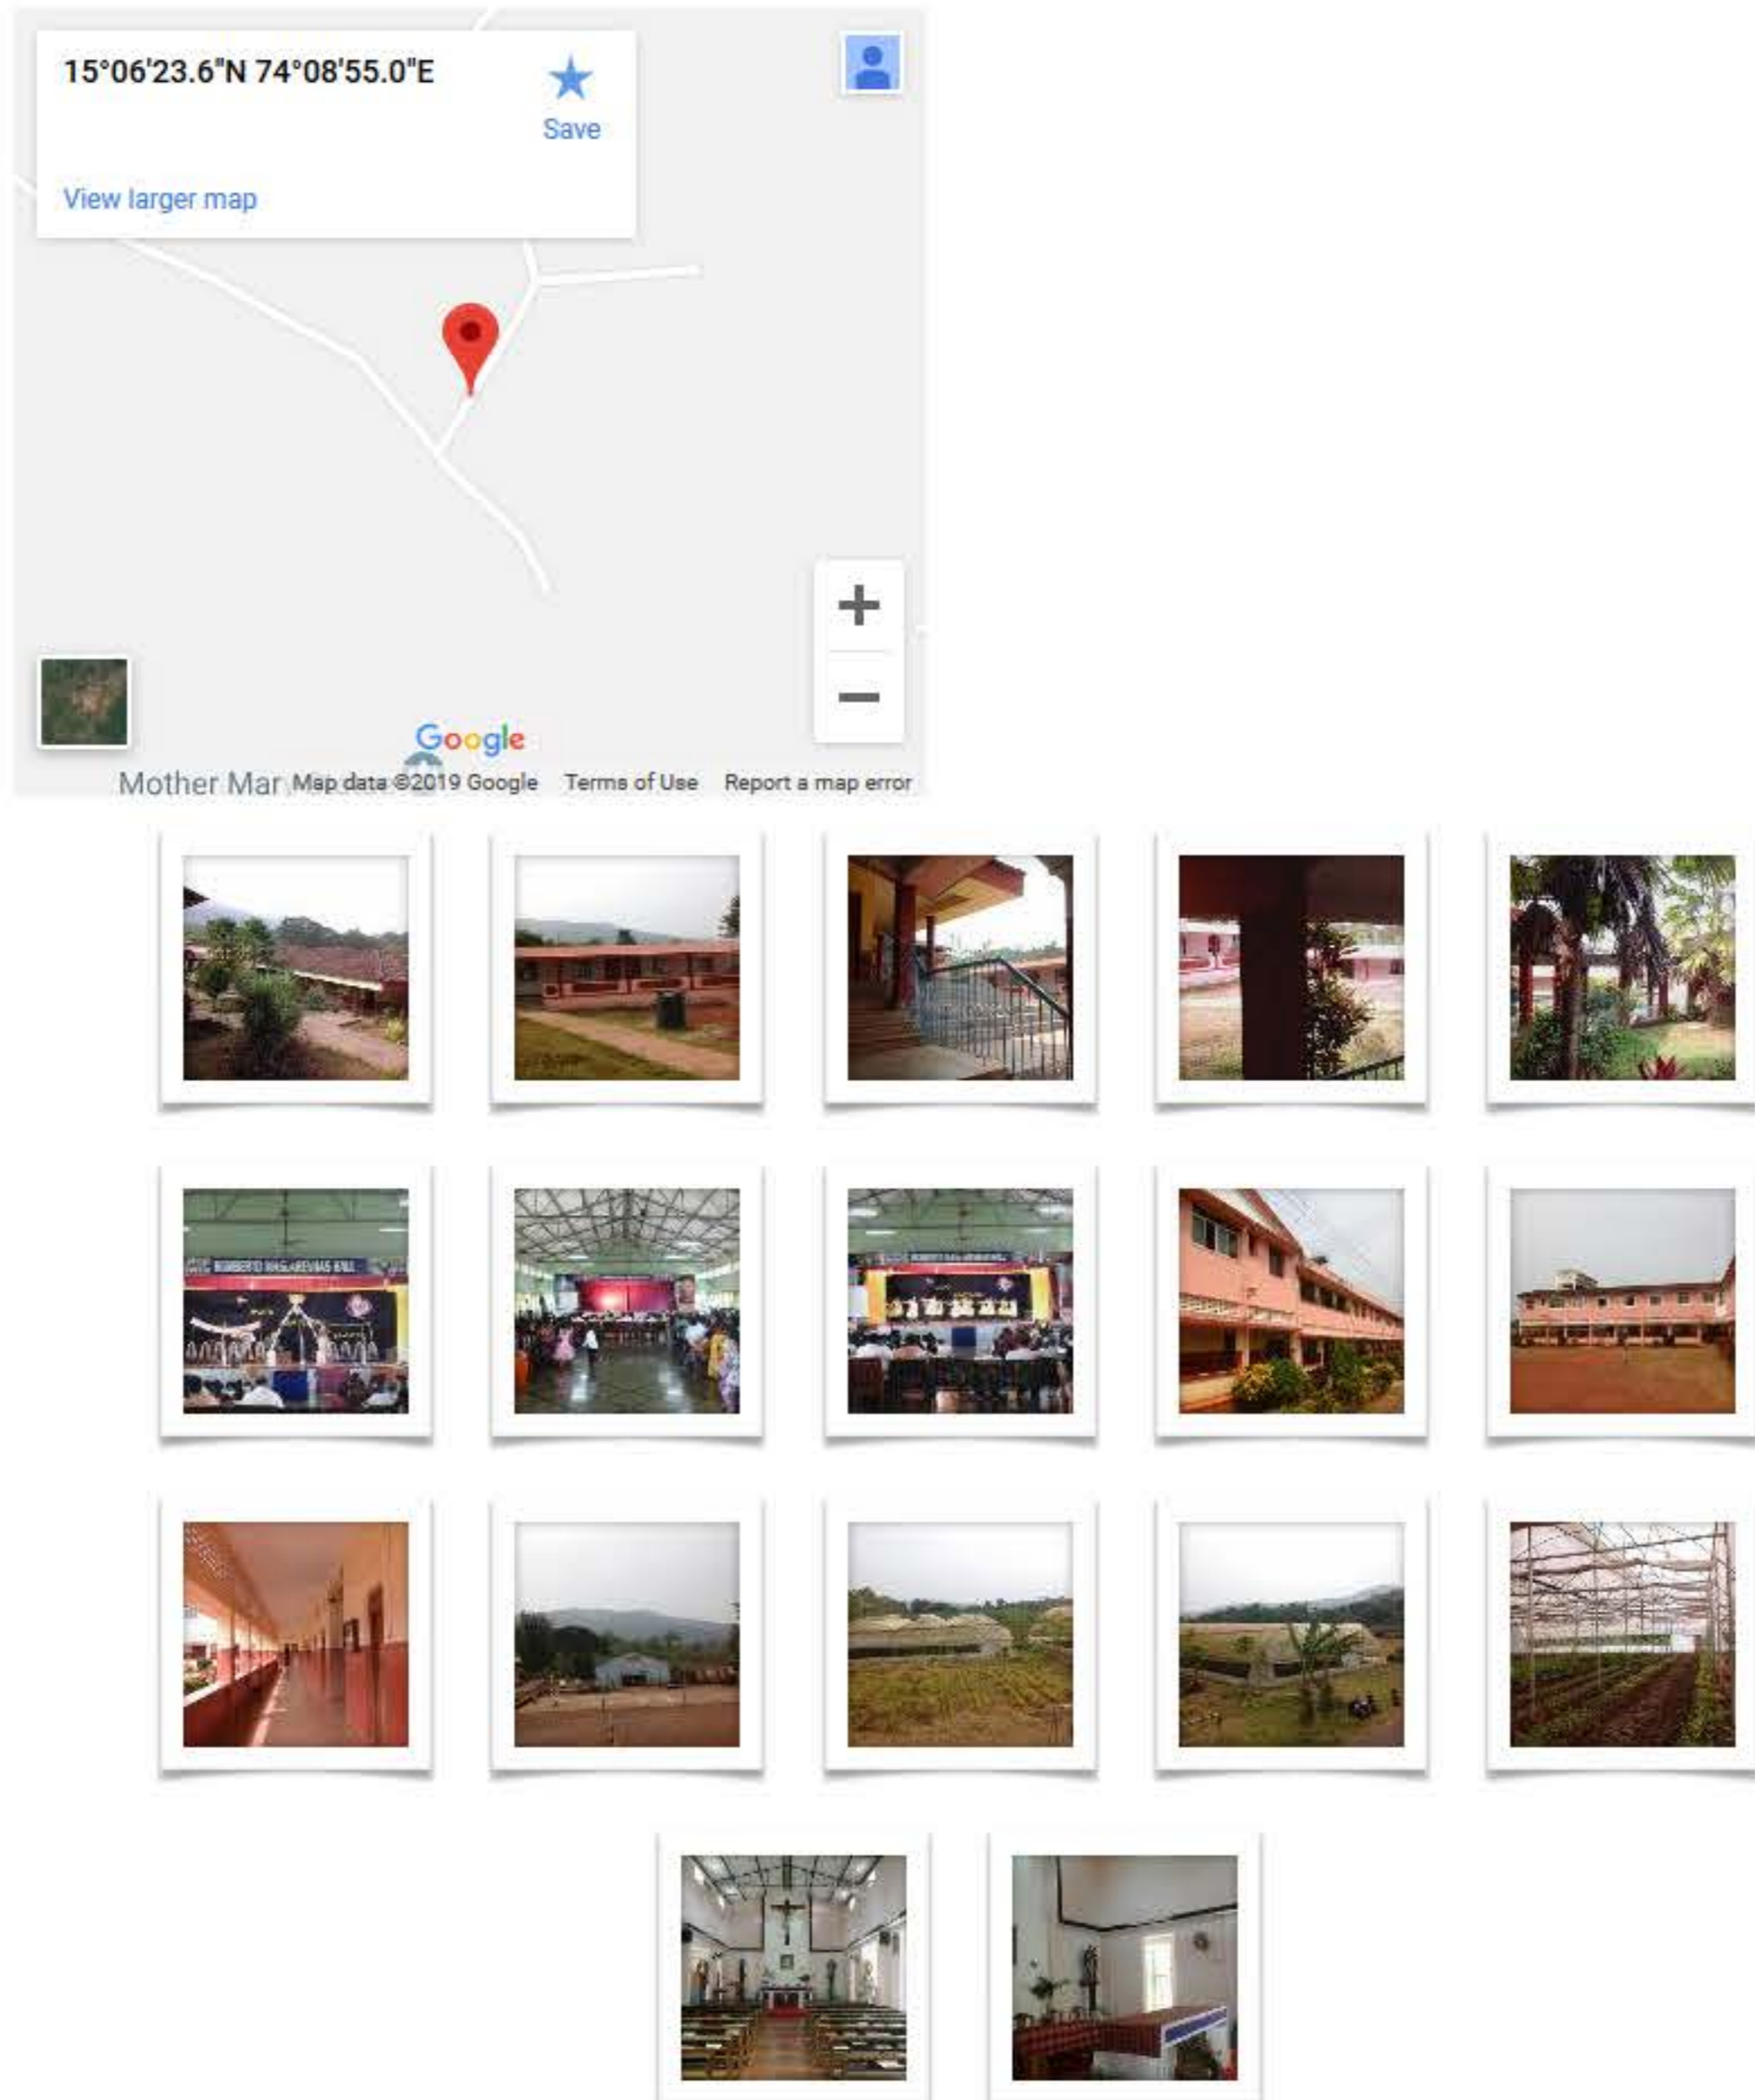 15°06'23.6"N 74°08'55.0"E
Save
View larger map
Google
Mother Mar
Map data ©2019 Google Terms of Use Report a map error
HALL